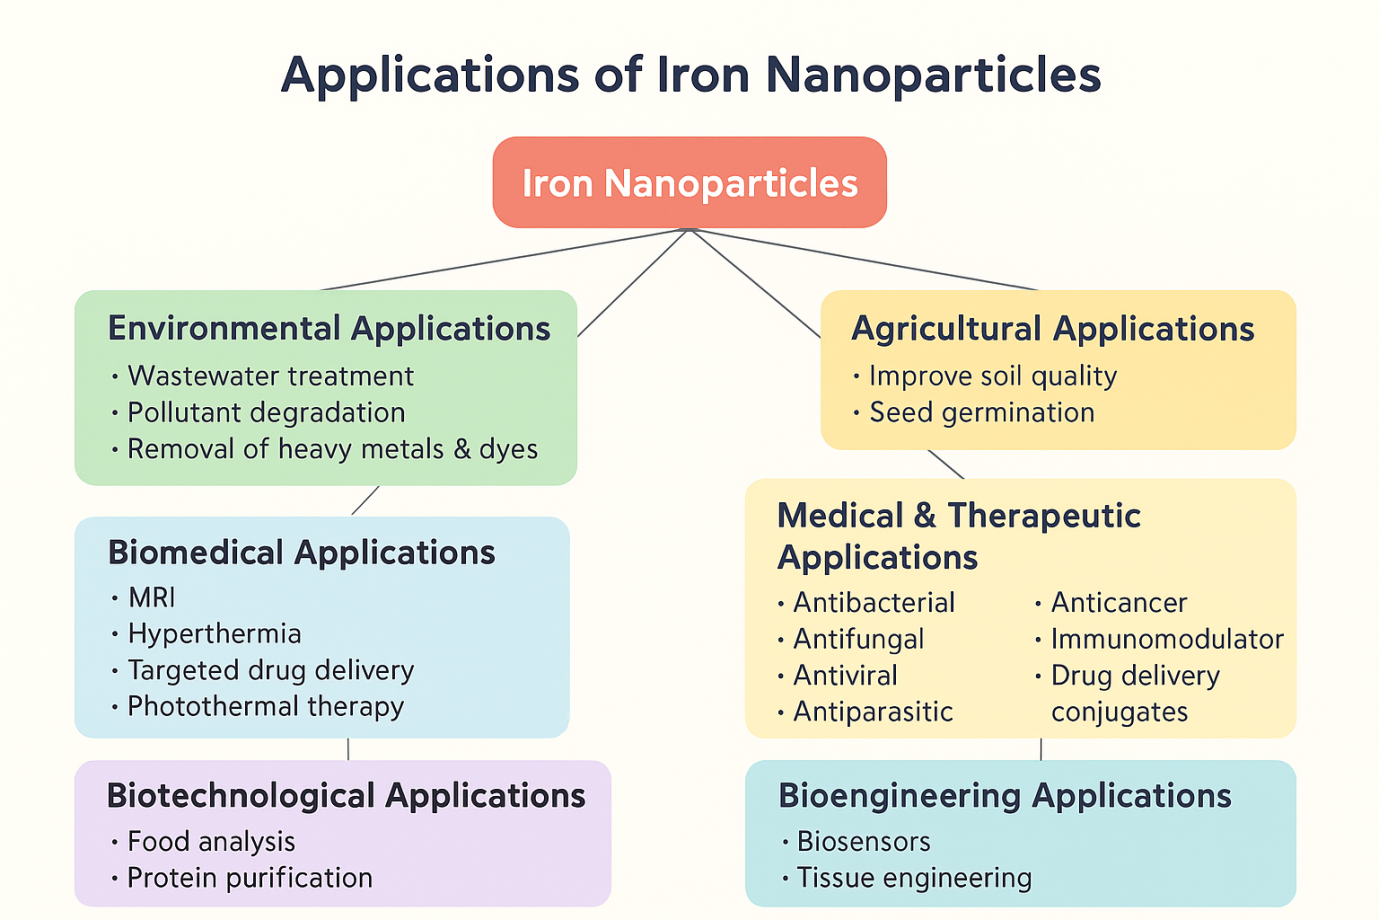 Applications of Iron Nanoparticles
Iron Nanoparticles
Environmental Applications
· Wastewater treatment
· Pollutant degradation
· Removal of heavy metals & dyes
Agricultural Applications
· Improve soil quality
· Seed germination
Biomedical Applications
· MRI
· Hyperthermia
· Targeted drug delivery
· Photothermal therapy
Medical & Therapeutic
Applications
· Antibacterial
· Antifungal
· Antiviral
· Antiparasitic
· Anticancer
· Immunomodulator
· Drug delivery
conjugates
Biotechnological Applications
· Food analysis
· Protein purification
Bioengineering Applications
· Biosensors
· Tissue engineering